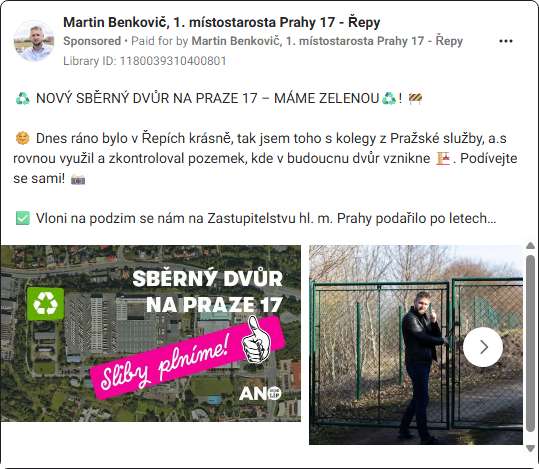 Martin Benkovič, 1. místostarosta Prahy 17 - Řepy
Sponsored • Paid for by Martin Benkovič, 1. místostarosta Prahy 17 - Řepy
Library ID: 1180039310400801
♻️ NOVÝ SBĚRNÝ DVŮR NA PRAZE 17 – MÁME ZELENOU♻️! 🚧
😊 Dnes ráno bylo v Řepích krásně, tak jsem toho s kolegy z Pražské služby, a.s
rovnou využil a zkontroloval pozemek, kde v budoucnu dvůr vznikne 🏗️. Podívejte
se sami! 📷
✅ Vloni na podzim se nám na Zastupitelstvu hl. m. Prahy podařilo po letech...
SBĚRNÝ DVŮR
NA PRAZE 17
Sliby plníme!
ANO